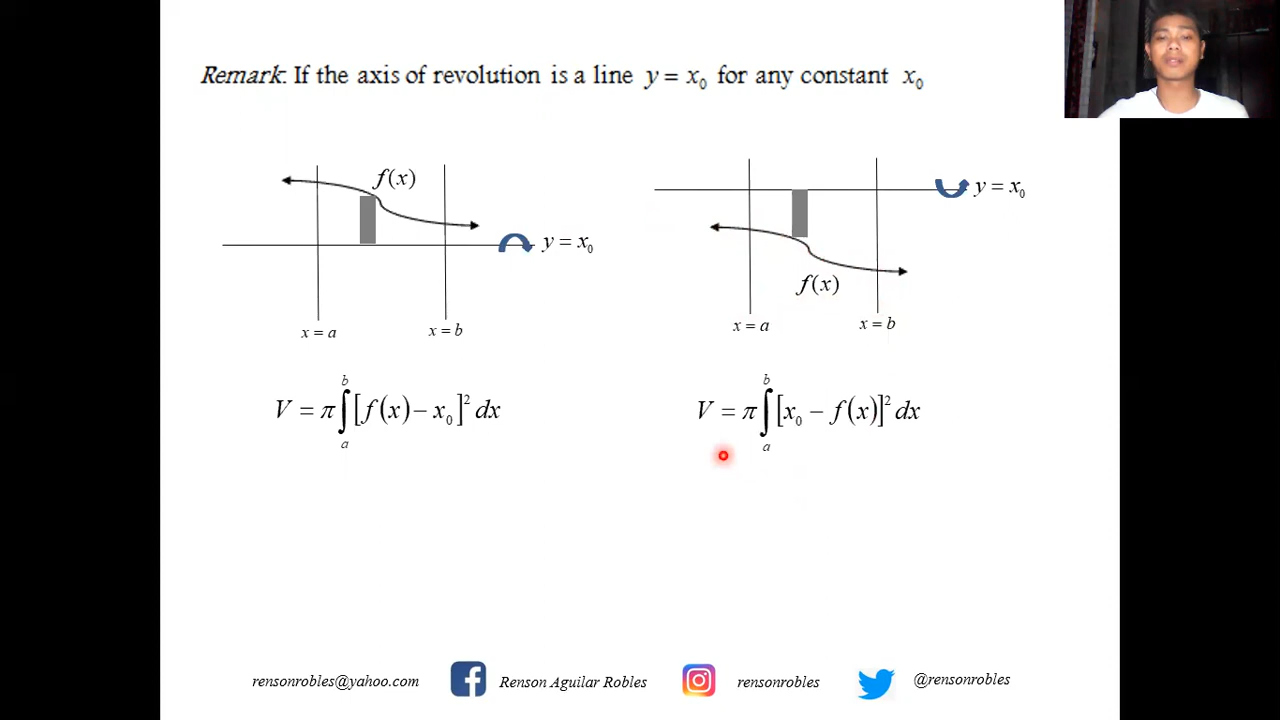 Remark: If the axis of revolution is a line y = x₀ for any constant x₀
f(x)
y = x₀
x = a
x = b
y = x₀
f(x)
x = a
x = b
V = π∫ₐᵇ [f(x) − x₀]² dx
V = π∫ₐᵇ [x₀ − f(x)]² dx
rensonrobles@yahoo.com
Renson Aguilar Robles
rensonrobles
@rensonrobles